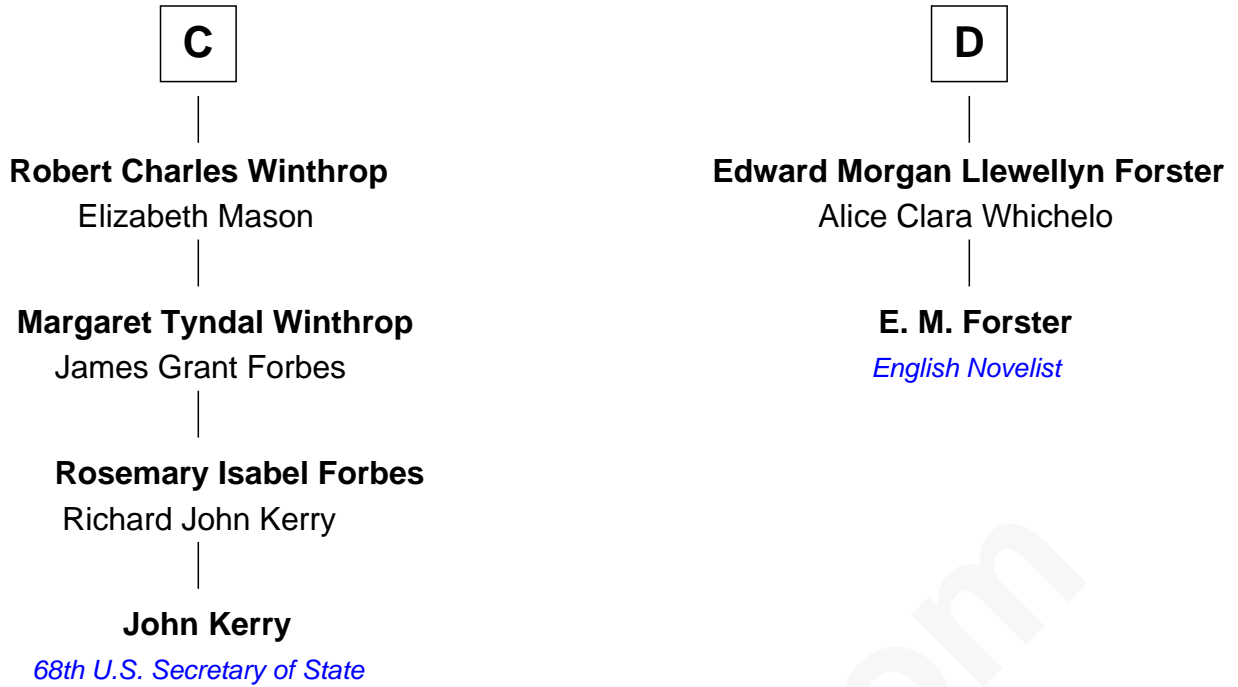 C
Robert Charles Winthrop
Elizabeth Mason
Margaret Tyndal Winthrop
James Grant Forbes
Rosemary Isabel Forbes
Richard John Kerry
John Kerry
68th U.S. Secretary of State
D
Edward Morgan Llewellyn Forster
Alice Clara Whichelo
E. M. Forster
English Novelist
om